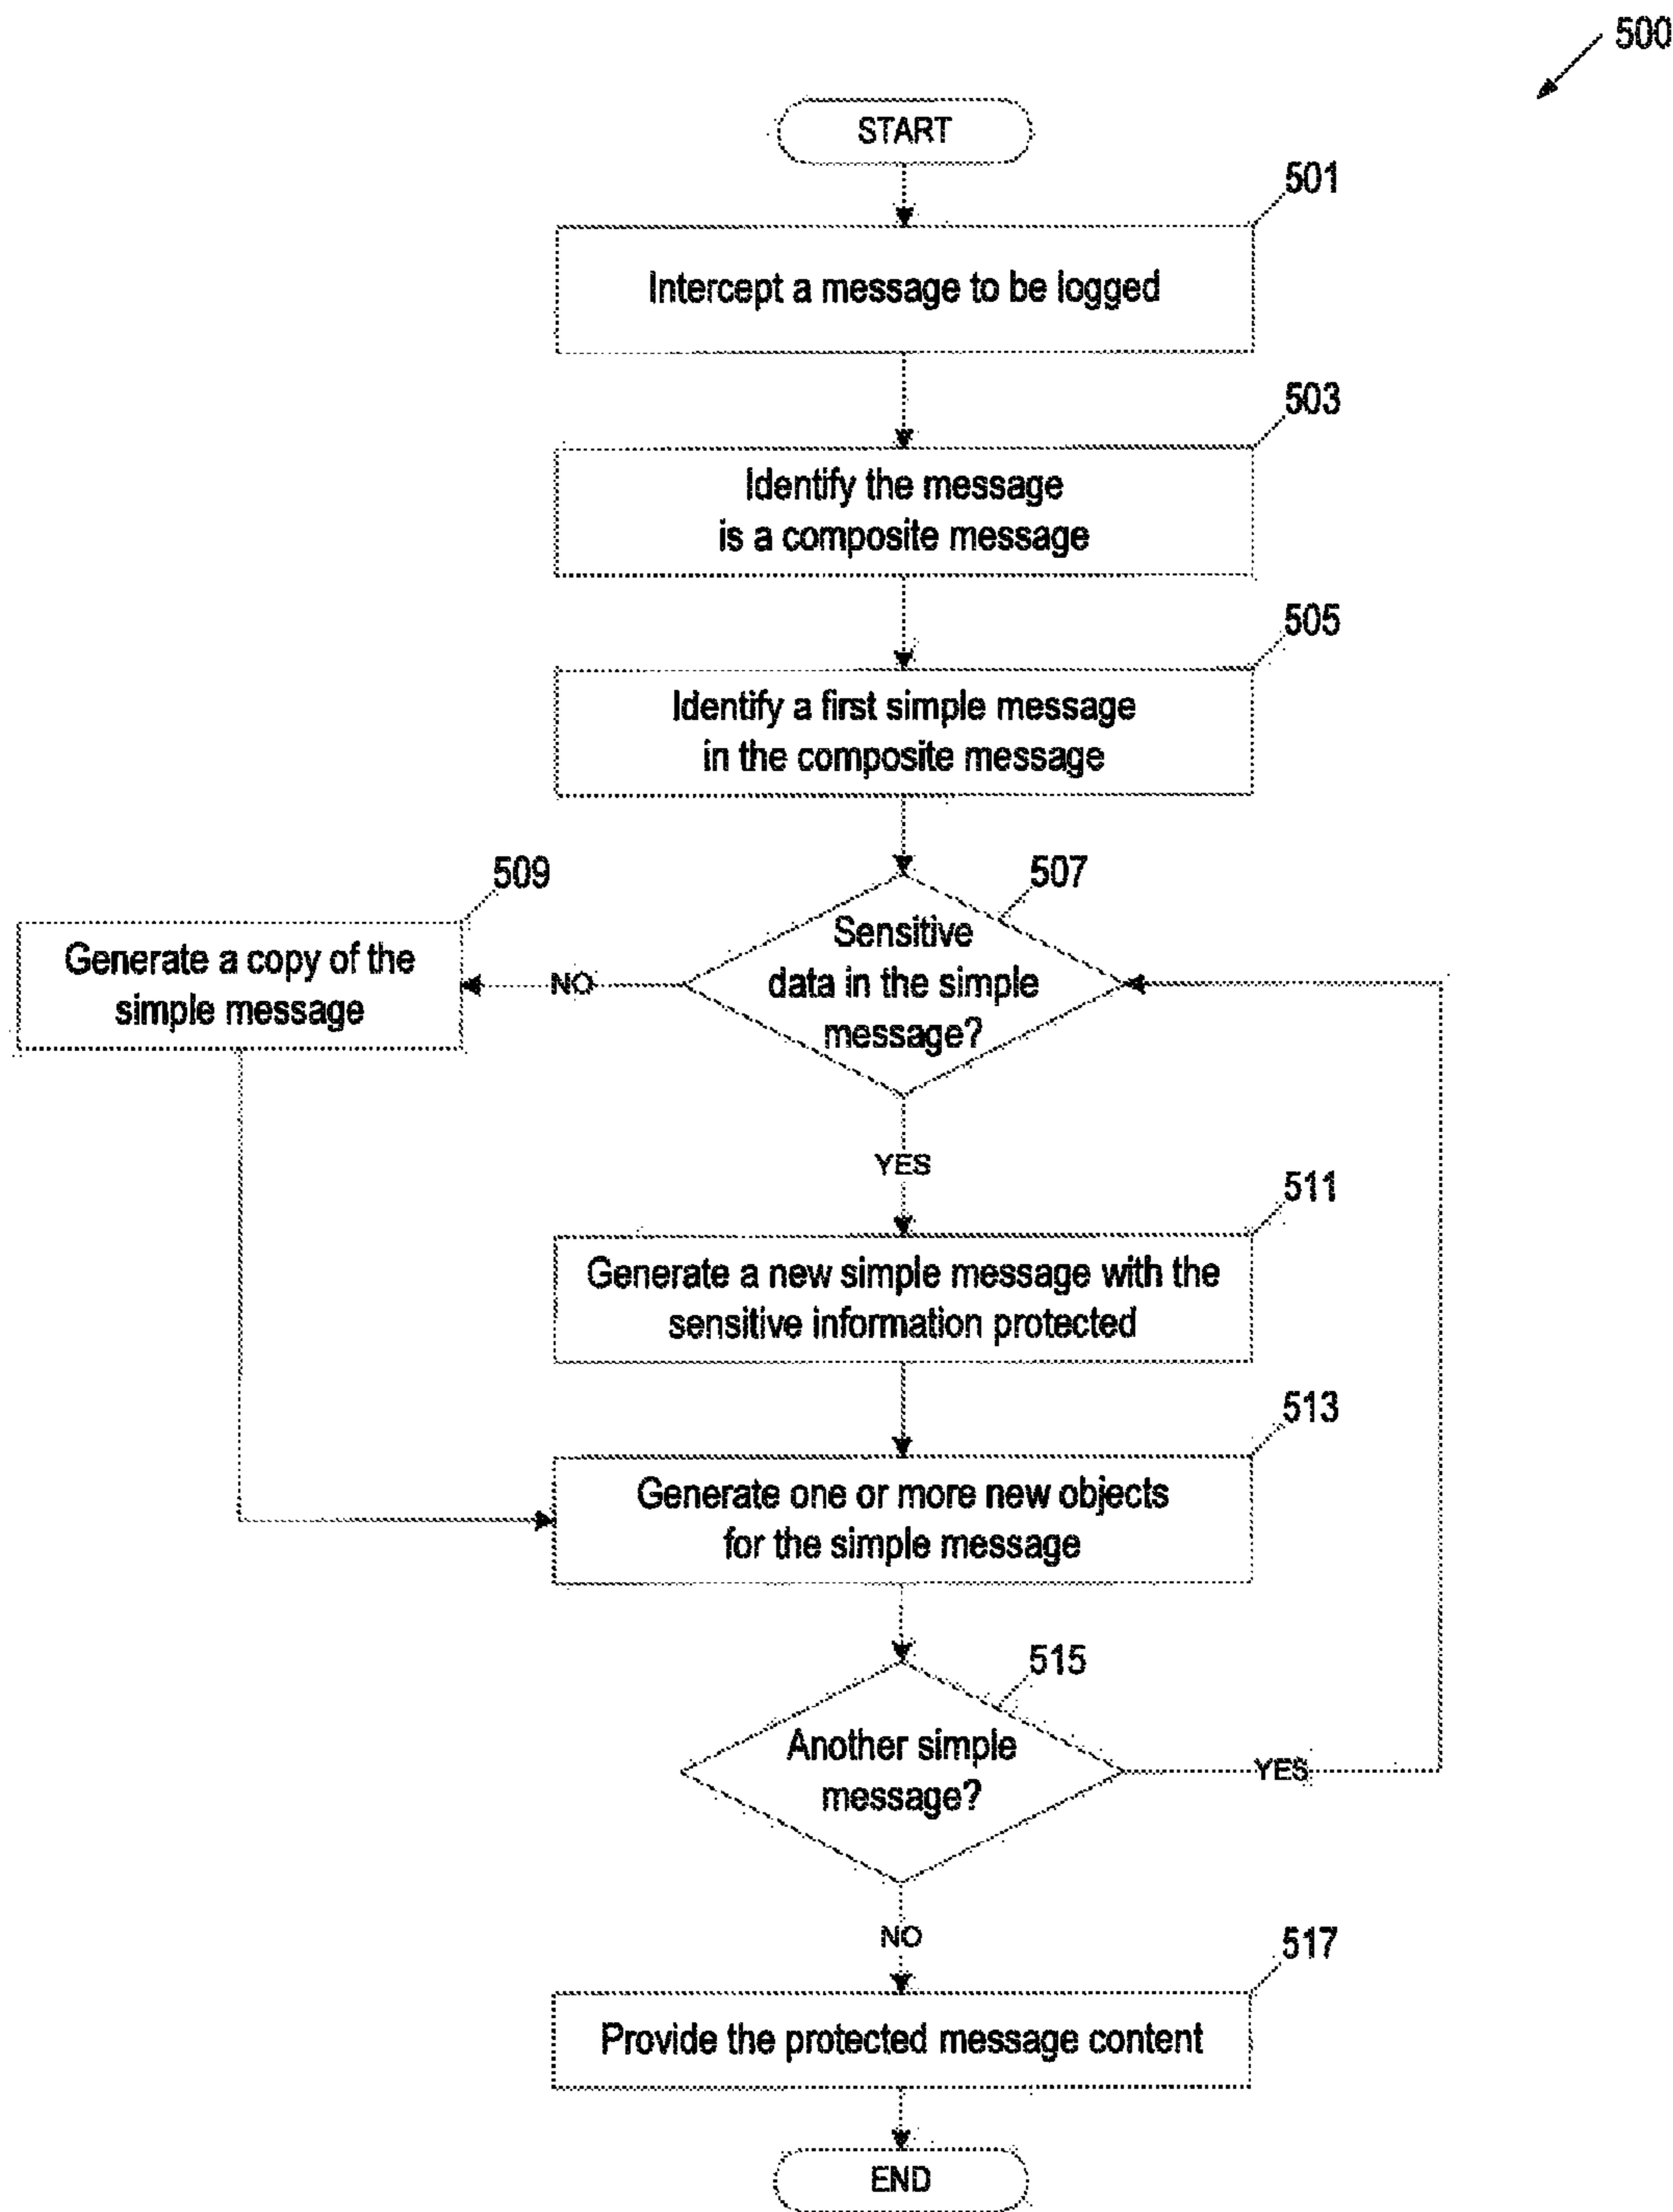 500
START
501
Intercept a message to be logged
503
Identify the message
is a composite message
505
Identify a first simple message
in the composite message
507
Sensitive
data in the simple
message?
509
Generate a copy of the
simple message
NO
YES
511
Generate a new simple message with the
sensitive information protected
513
Generate one or more new objects
for the simple message
515
Another simple
message?
YES
NO
517
Provide the protected message content
END